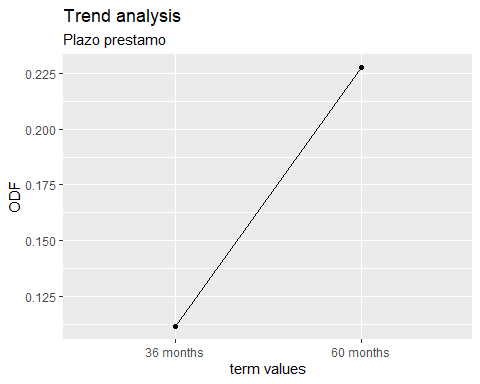 Trend analysis
Plazo prestamo
0.225
0.200
0.175
0.150
0.125
ODF
36 months
60 months
term values